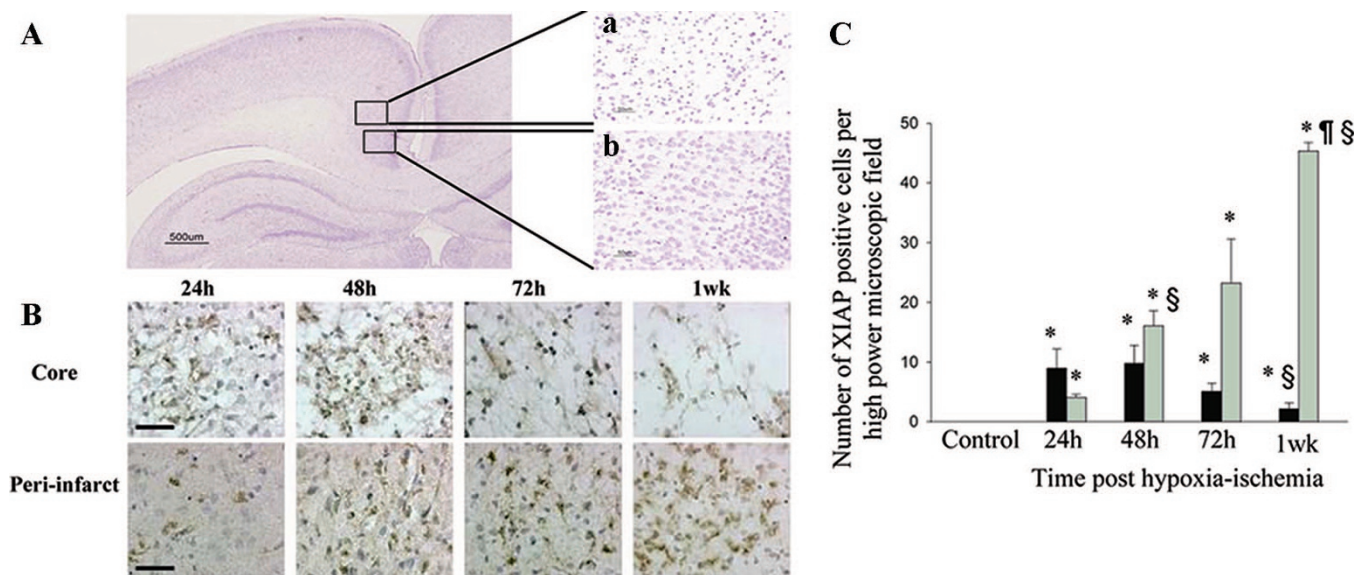 A
500um
a
b
B
24h 48h 72h 1wk
Core
Peri-infarct
C
Number of XIAP positive cells per
high power microscopic field
50
40
30
20
10
0
* * * * § * * * § * ¶ §
Control 24h 48h 72h 1wk
Time post hypoxia-ischemia